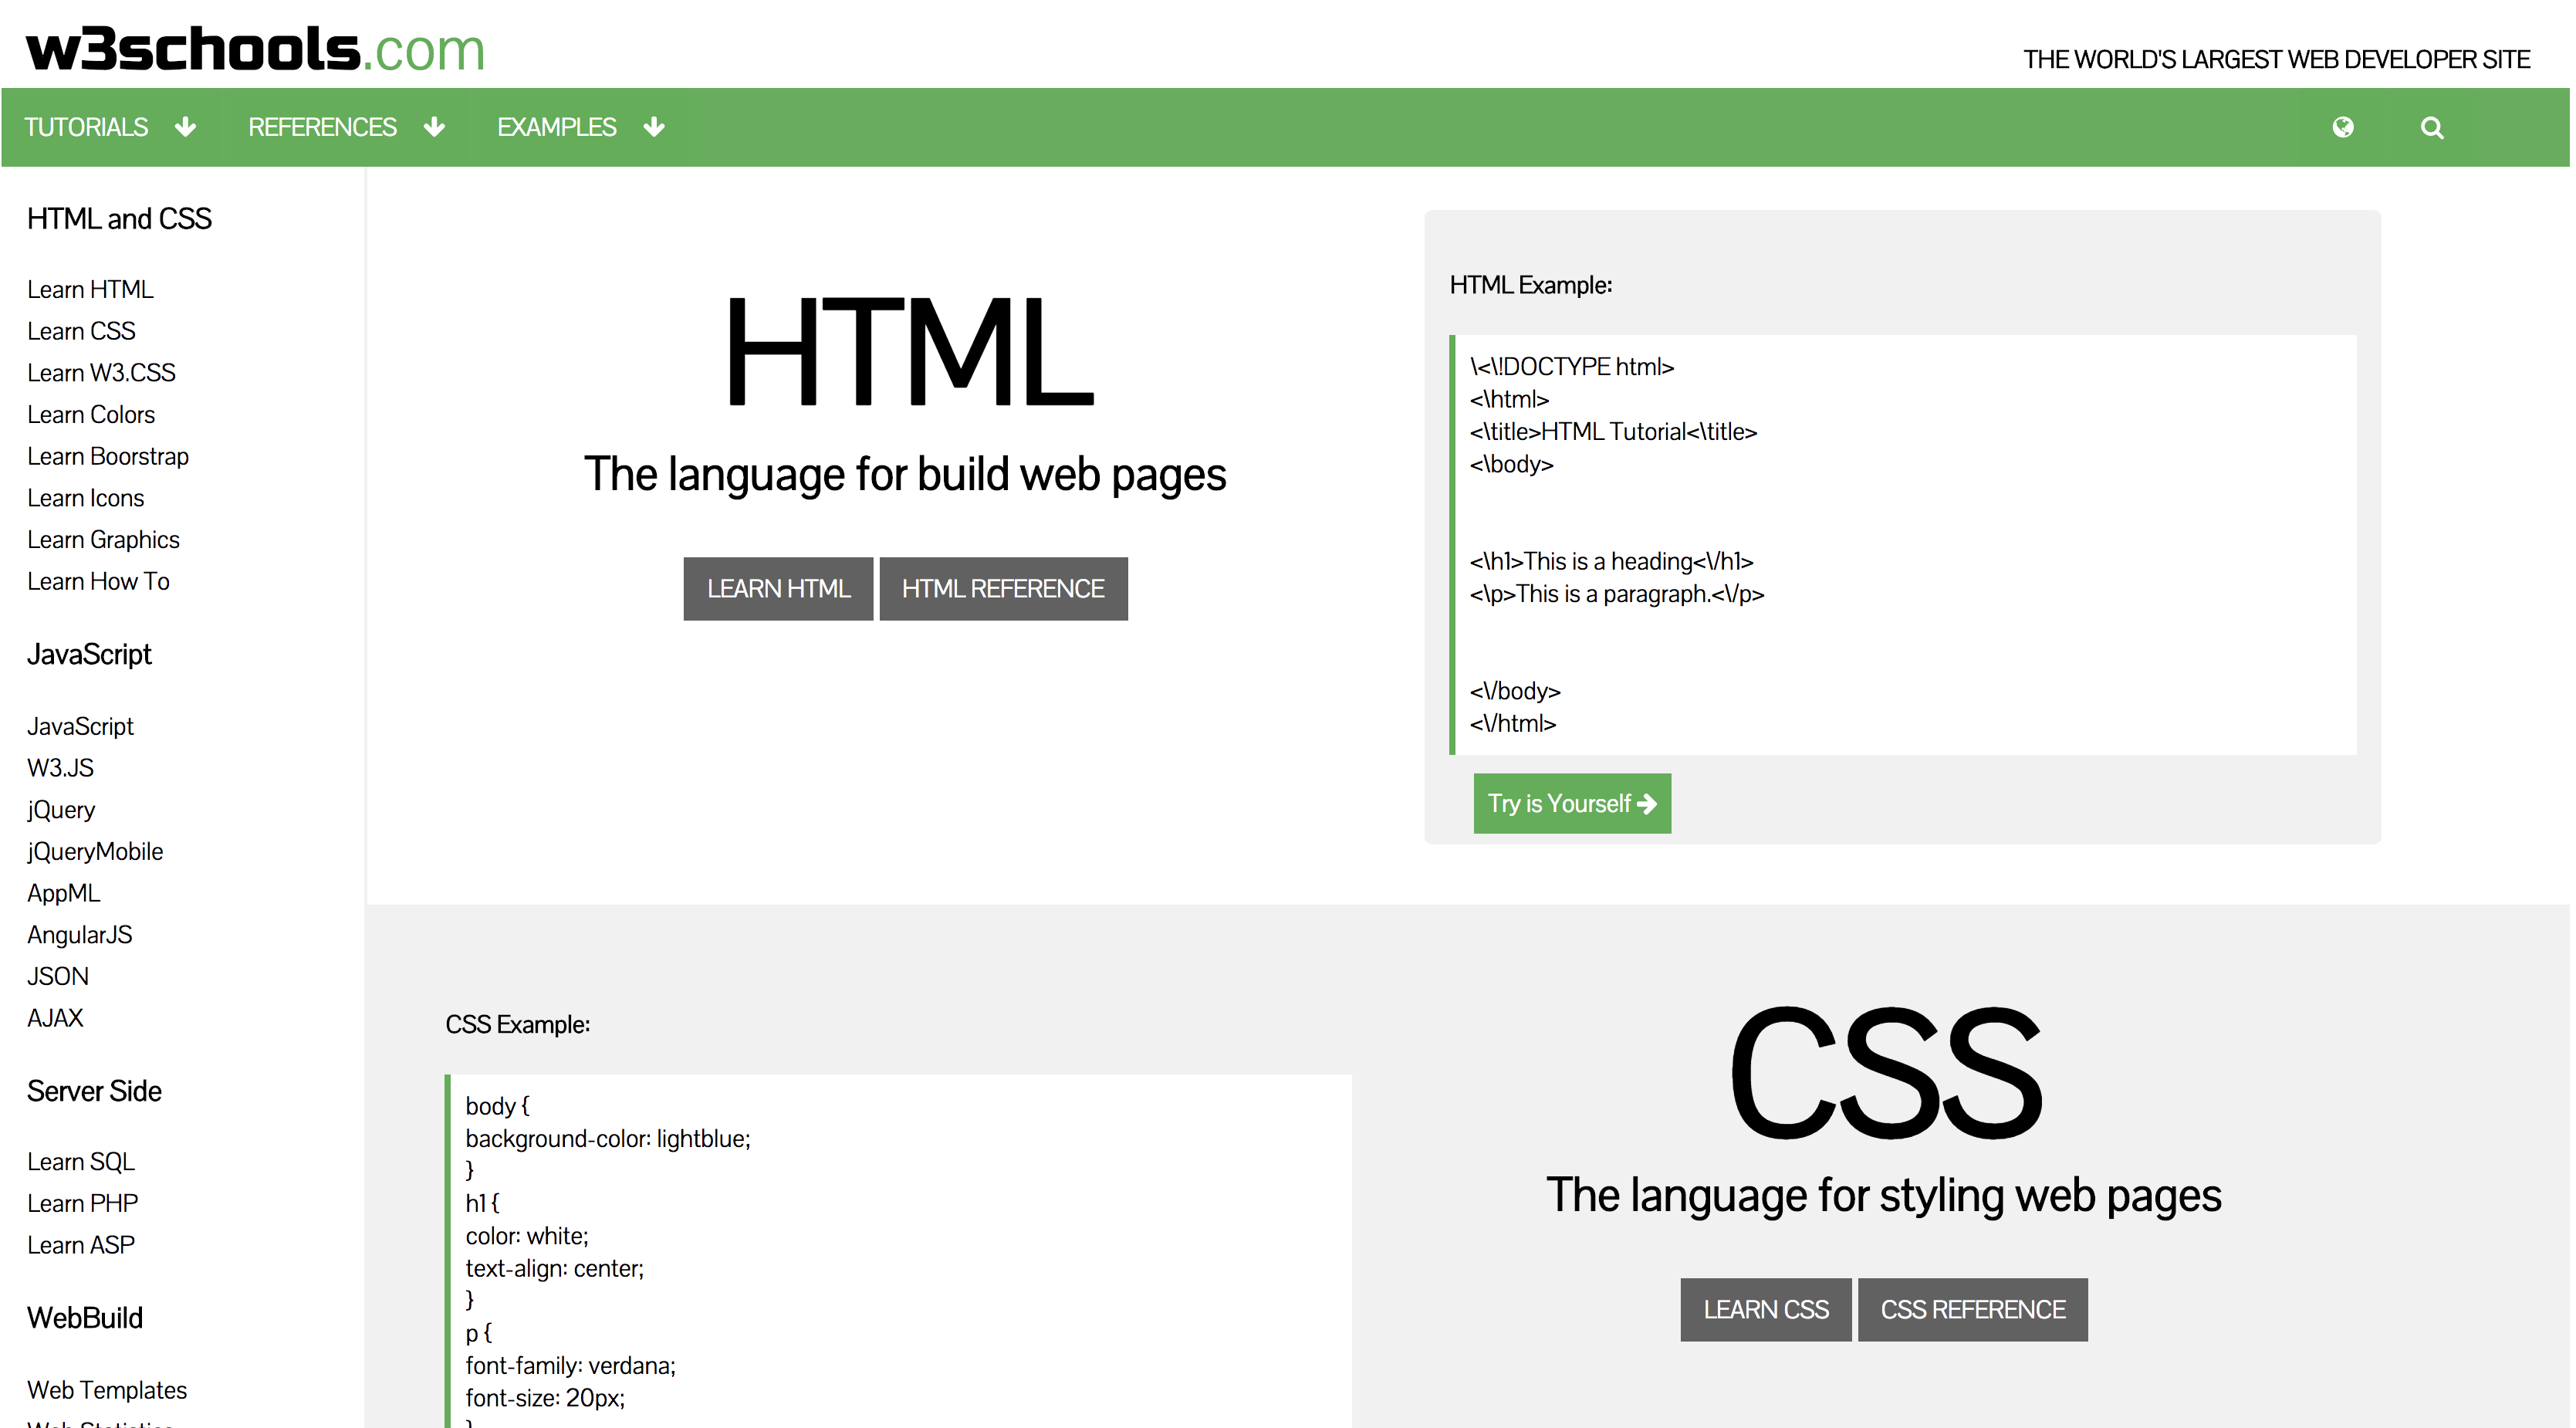 w3schools.com
THE WORLD'S LARGEST WEB DEVELOPER SITE
TUTORIALS
REFERENCES
EXAMPLES
HTML and CSS
Learn HTML
Learn CSS
Learn W3.CSS
Learn Colors
Learn Boorstrap
Learn Icons
Learn Graphics
Learn How To
JavaScript
JavaScript
W3.JS
jQuery
jQueryMobile
AppML
AngularJS
JSON
AJAX
Server Side
Learn SQL
Learn PHP
Learn ASP
WebBuild
Web Templates
Web Statistics
HTML
The language for build web pages
LEARN HTML
HTML REFERENCE
HTML Example:
\<\!DOCTYPE html>
<\html>
<\title>HTML Tutorial<\title>
<\body>
<\h1>This is a heading<\/h1>
<\p>This is a paragraph.<\/p>
<\/body>
<\/html>
Try is Yourself
CSS Example:
body {
background-color: lightblue;
}
h1 {
color: white;
text-align: center;
}
p {
font-family: verdana;
font-size: 20px;
}
CSS
The language for styling web pages
LEARN CSS
CSS REFERENCE